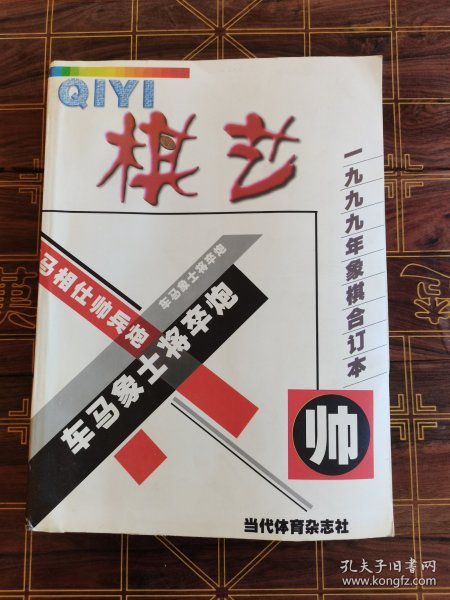 QIYI
棋艺
一九九九年象棋合订本
马相仕帅兵炮
车马象士将卒炮
车马象士将卒炮
帅
当代体育杂志社
孔夫子旧书网
www.kongfz.com